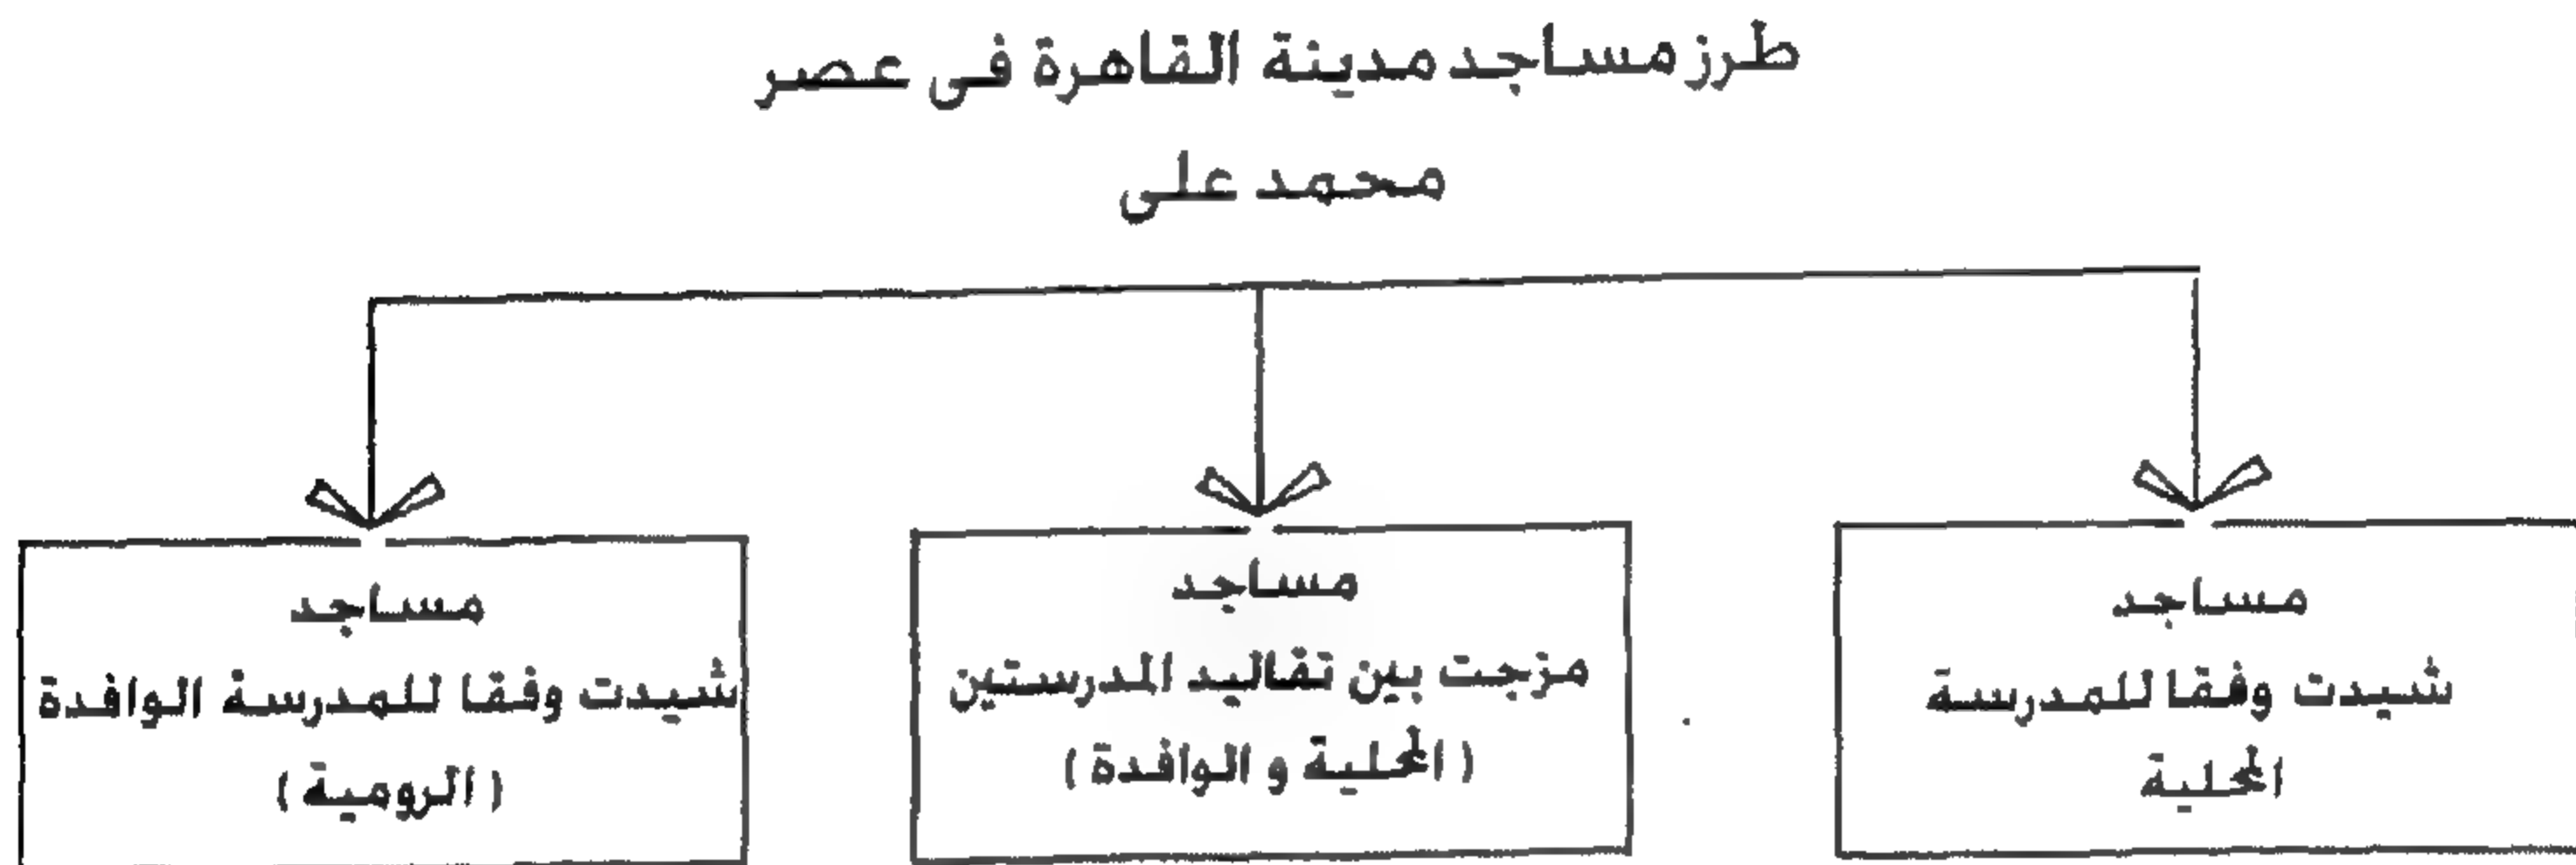 طرز مساجد مدينة القاهرة فى عصر
محمد على
مساجد
شيدت وفقا للمدرسة
المحلية
مساجد
مزجت بين تقاليد المدرستين
( المحلية و الوافدة )
مساجد
شيدت وفقا للمدرسة الوافدة
( الرومية )